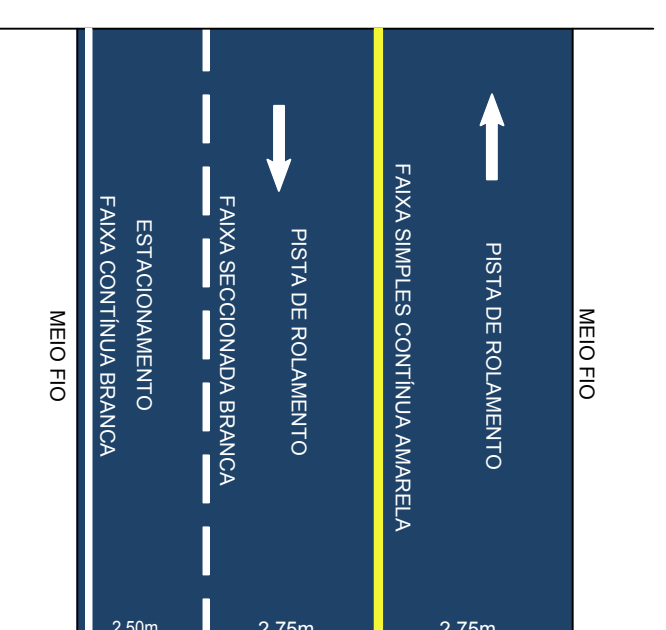 MEIO FIO
FAIXA CONTÍNUA BRANCA
ESTACIONAMENTO
FAIXA SECCIONADA BRANCA
PISTA DE ROLAMENTO
FAIXA SIMPLES CONTÍNUA AMARELA
PISTA DE ROLAMENTO
MEIO FIO
2,50m
2,75m
2,75m